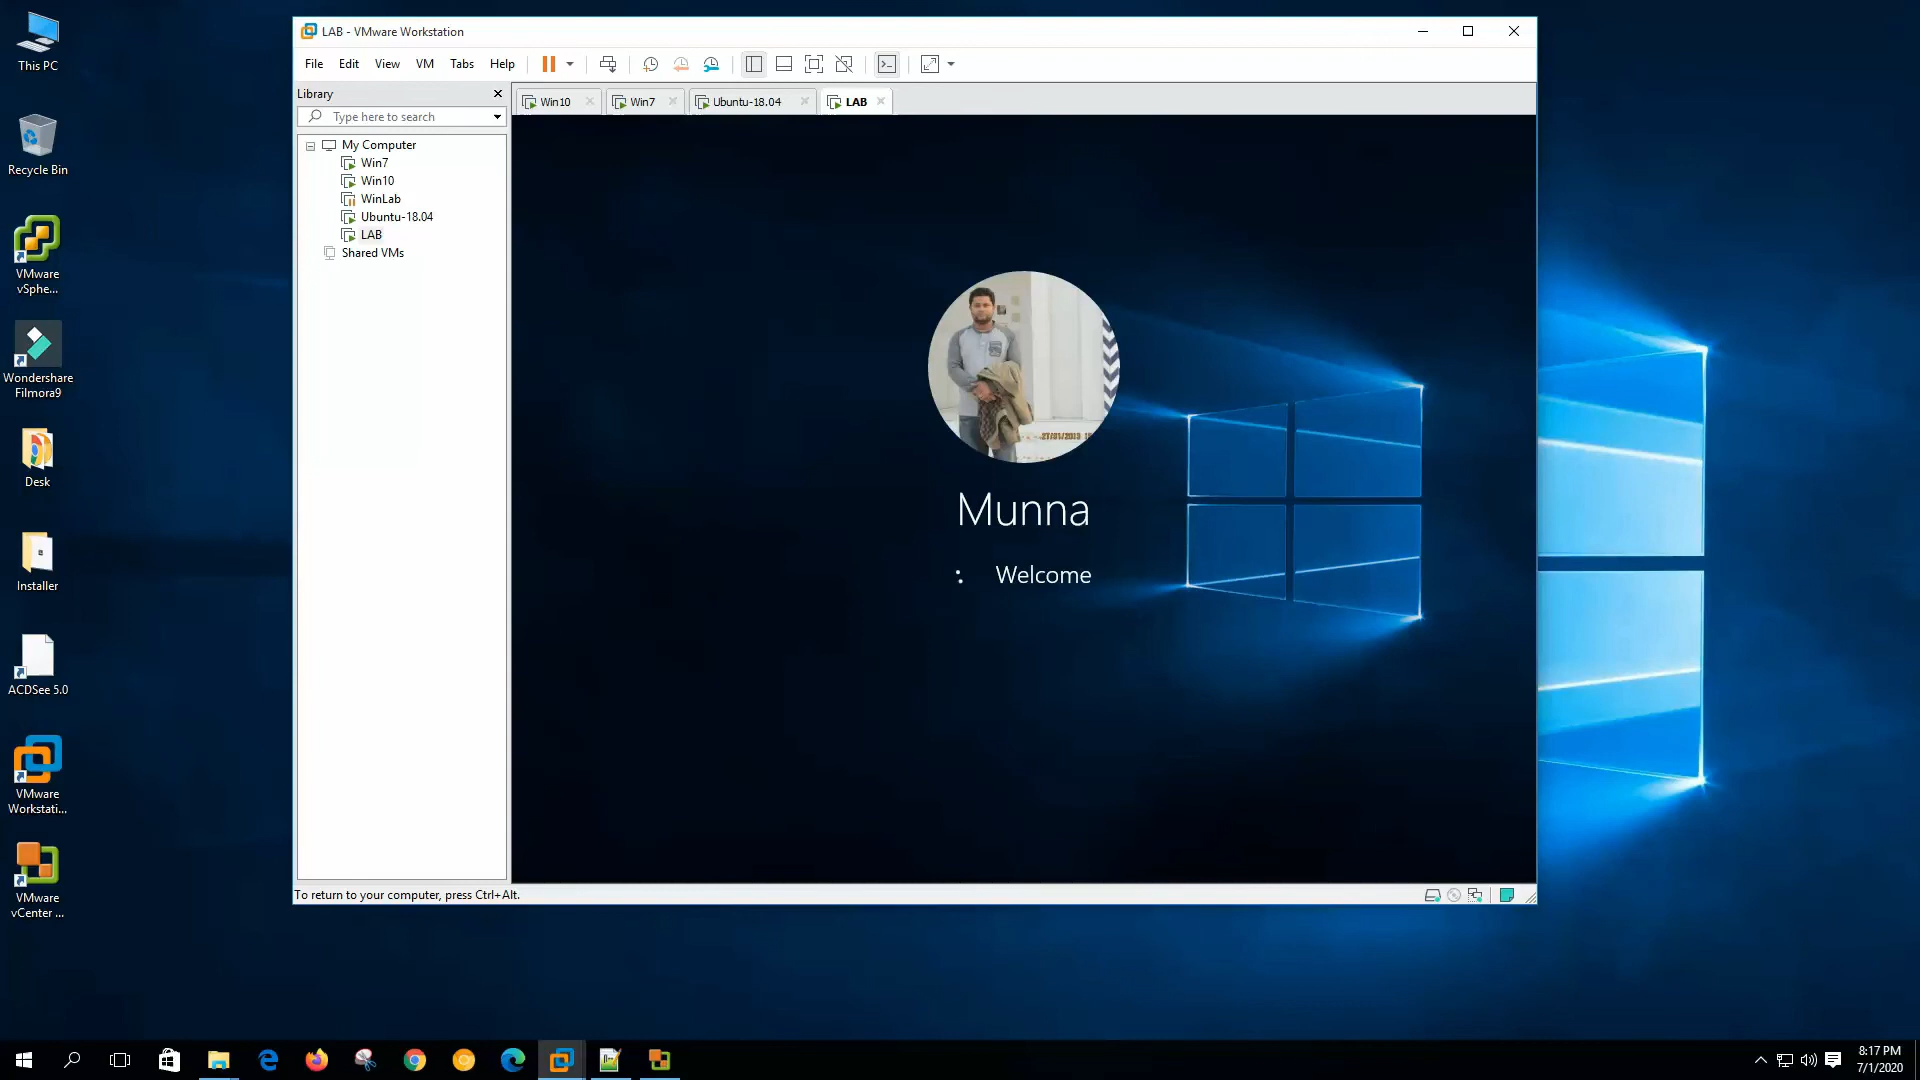 This PC
Recycle Bin
VMware
vSphe...
Wondershare
Filmora9
Desk
Installer
ACDSee 5.0
VMware
Workstati...
VMware
vCenter ...
LAB - VMware Workstation
File Edit View VM Tabs Help
Library
Type here to search
My Computer
Win7
Win10
WinLab
Ubuntu-18.04
LAB
Shared VMs
Win10 Win7 Ubuntu-18.04 LAB
Munna
Welcome
To return to your computer, press Ctrl+Alt.
8:17 PM
7/1/2020